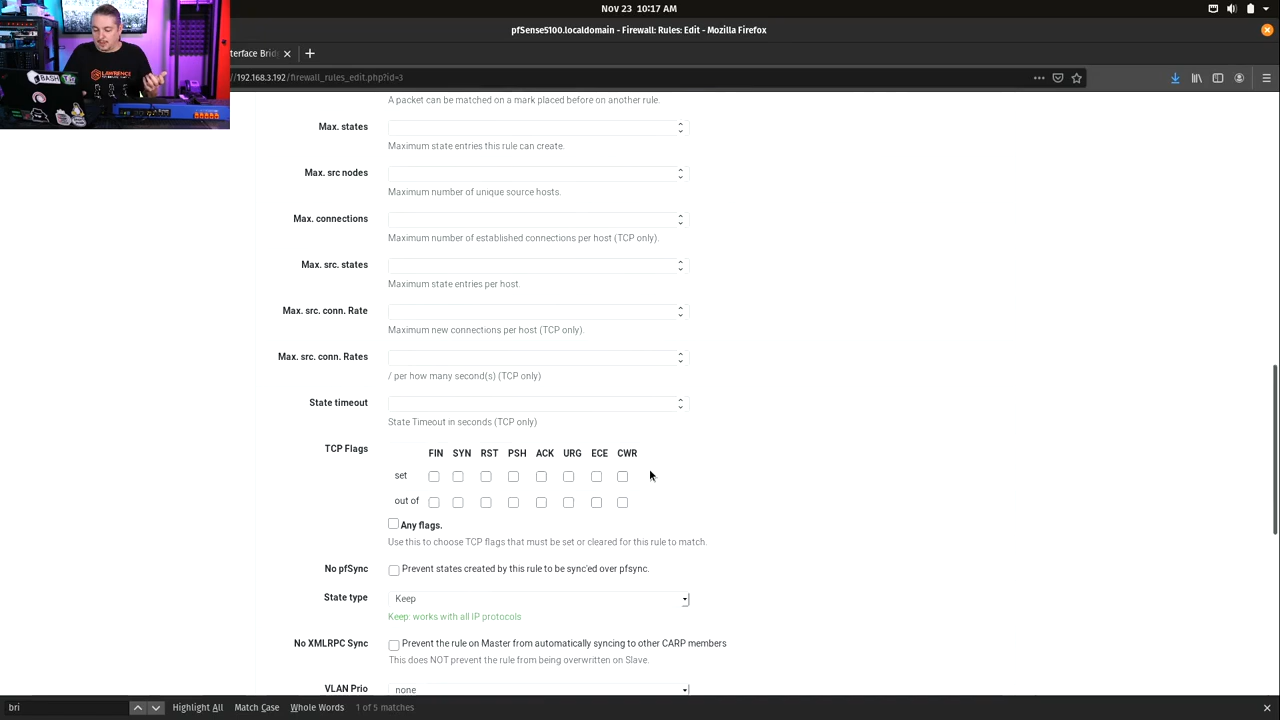 Nov 23 10:17 AM
pfSense5100.localdomain - Firewall: Rules: Edit - Mozilla Firefox
terface Brid
/192.168.3.192/firewall_rules_edit.php?id=3
BASH
LAWRENCE
A packet can be matched on a mark placed before on another rule.
Max. states
Maximum state entries this rule can create.
Max. src nodes
Maximum number of unique source hosts.
Max. connections
Maximum number of established connections per host (TCP only).
Max. src. states
Maximum state entries per host.
Max. src. conn. Rate
Maximum new connections per host (TCP only).
Max. src. conn. Rates
/ per how many second(s) (TCP only)
State timeout
State Timeout in seconds (TCP only)
TCP Flags FIN SYN RST PSH ACK URG ECE CWR
set
out of
Any flags.
Use this to choose TCP flags that must be set or cleared for this rule to match.
No pfSync Prevent states created by this rule to be sync'ed over pfsync.
State type Keep
Keep: works with all IP protocols
No XMLRPC Sync Prevent the rule on Master from automatically syncing to other CARP members
This does NOT prevent the rule from being overwritten on Slave.
VLAN Prio none
bri Highlight All Match Case Whole Words 1 of 5 matches